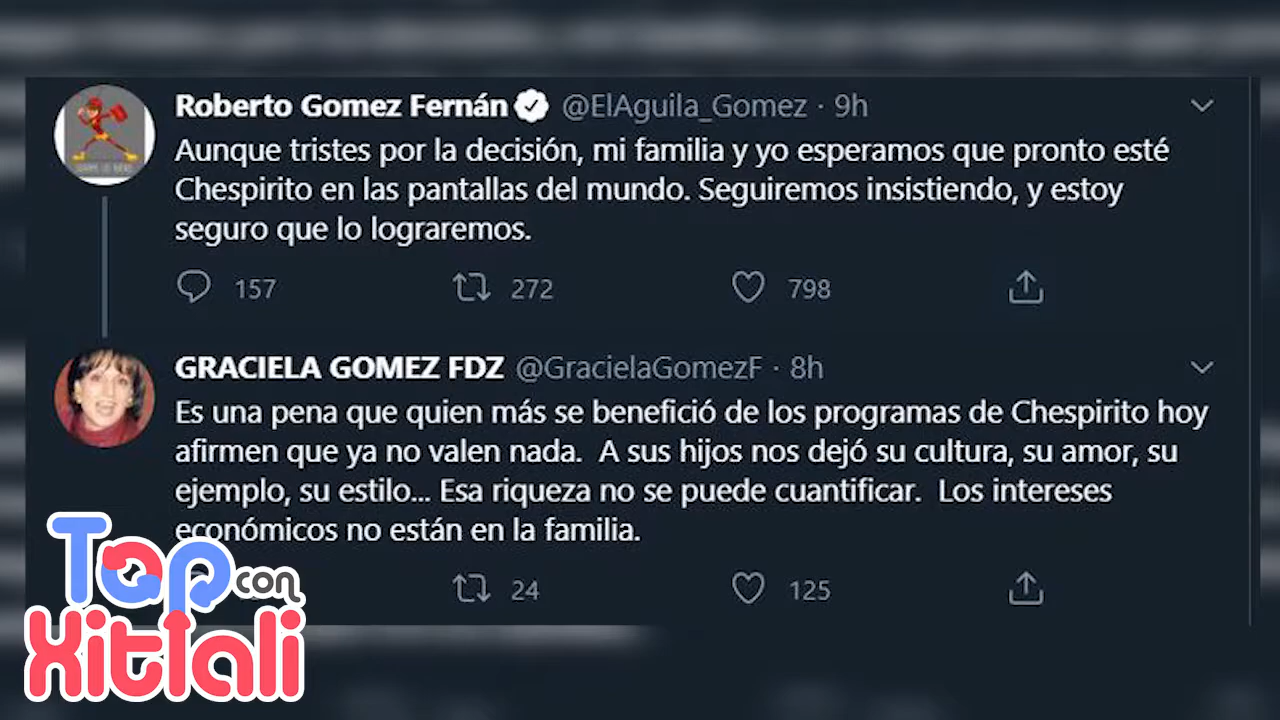 Roberto Gomez Fernán @ElAguila_Gomez · 9h
Aunque tristes por la decisión, mi familia y yo esperamos que pronto esté
Chespirito en las pantallas del mundo. Seguiremos insistiendo, y estoy
seguro que lo lograremos.
157 272 798
GRACIELA GOMEZ FDZ @GracielaGomezF · 8h
Es una pena que quien más se benefició de los programas de Chespirito hoy
afirmen que ya no valen nada.  A sus hijos nos dejó su cultura, su amor, su
ejemplo, su estilo... Esa riqueza no se puede cuantificar.  Los intereses
económicos no están en la familia.
24 125
Top con
Xitlali